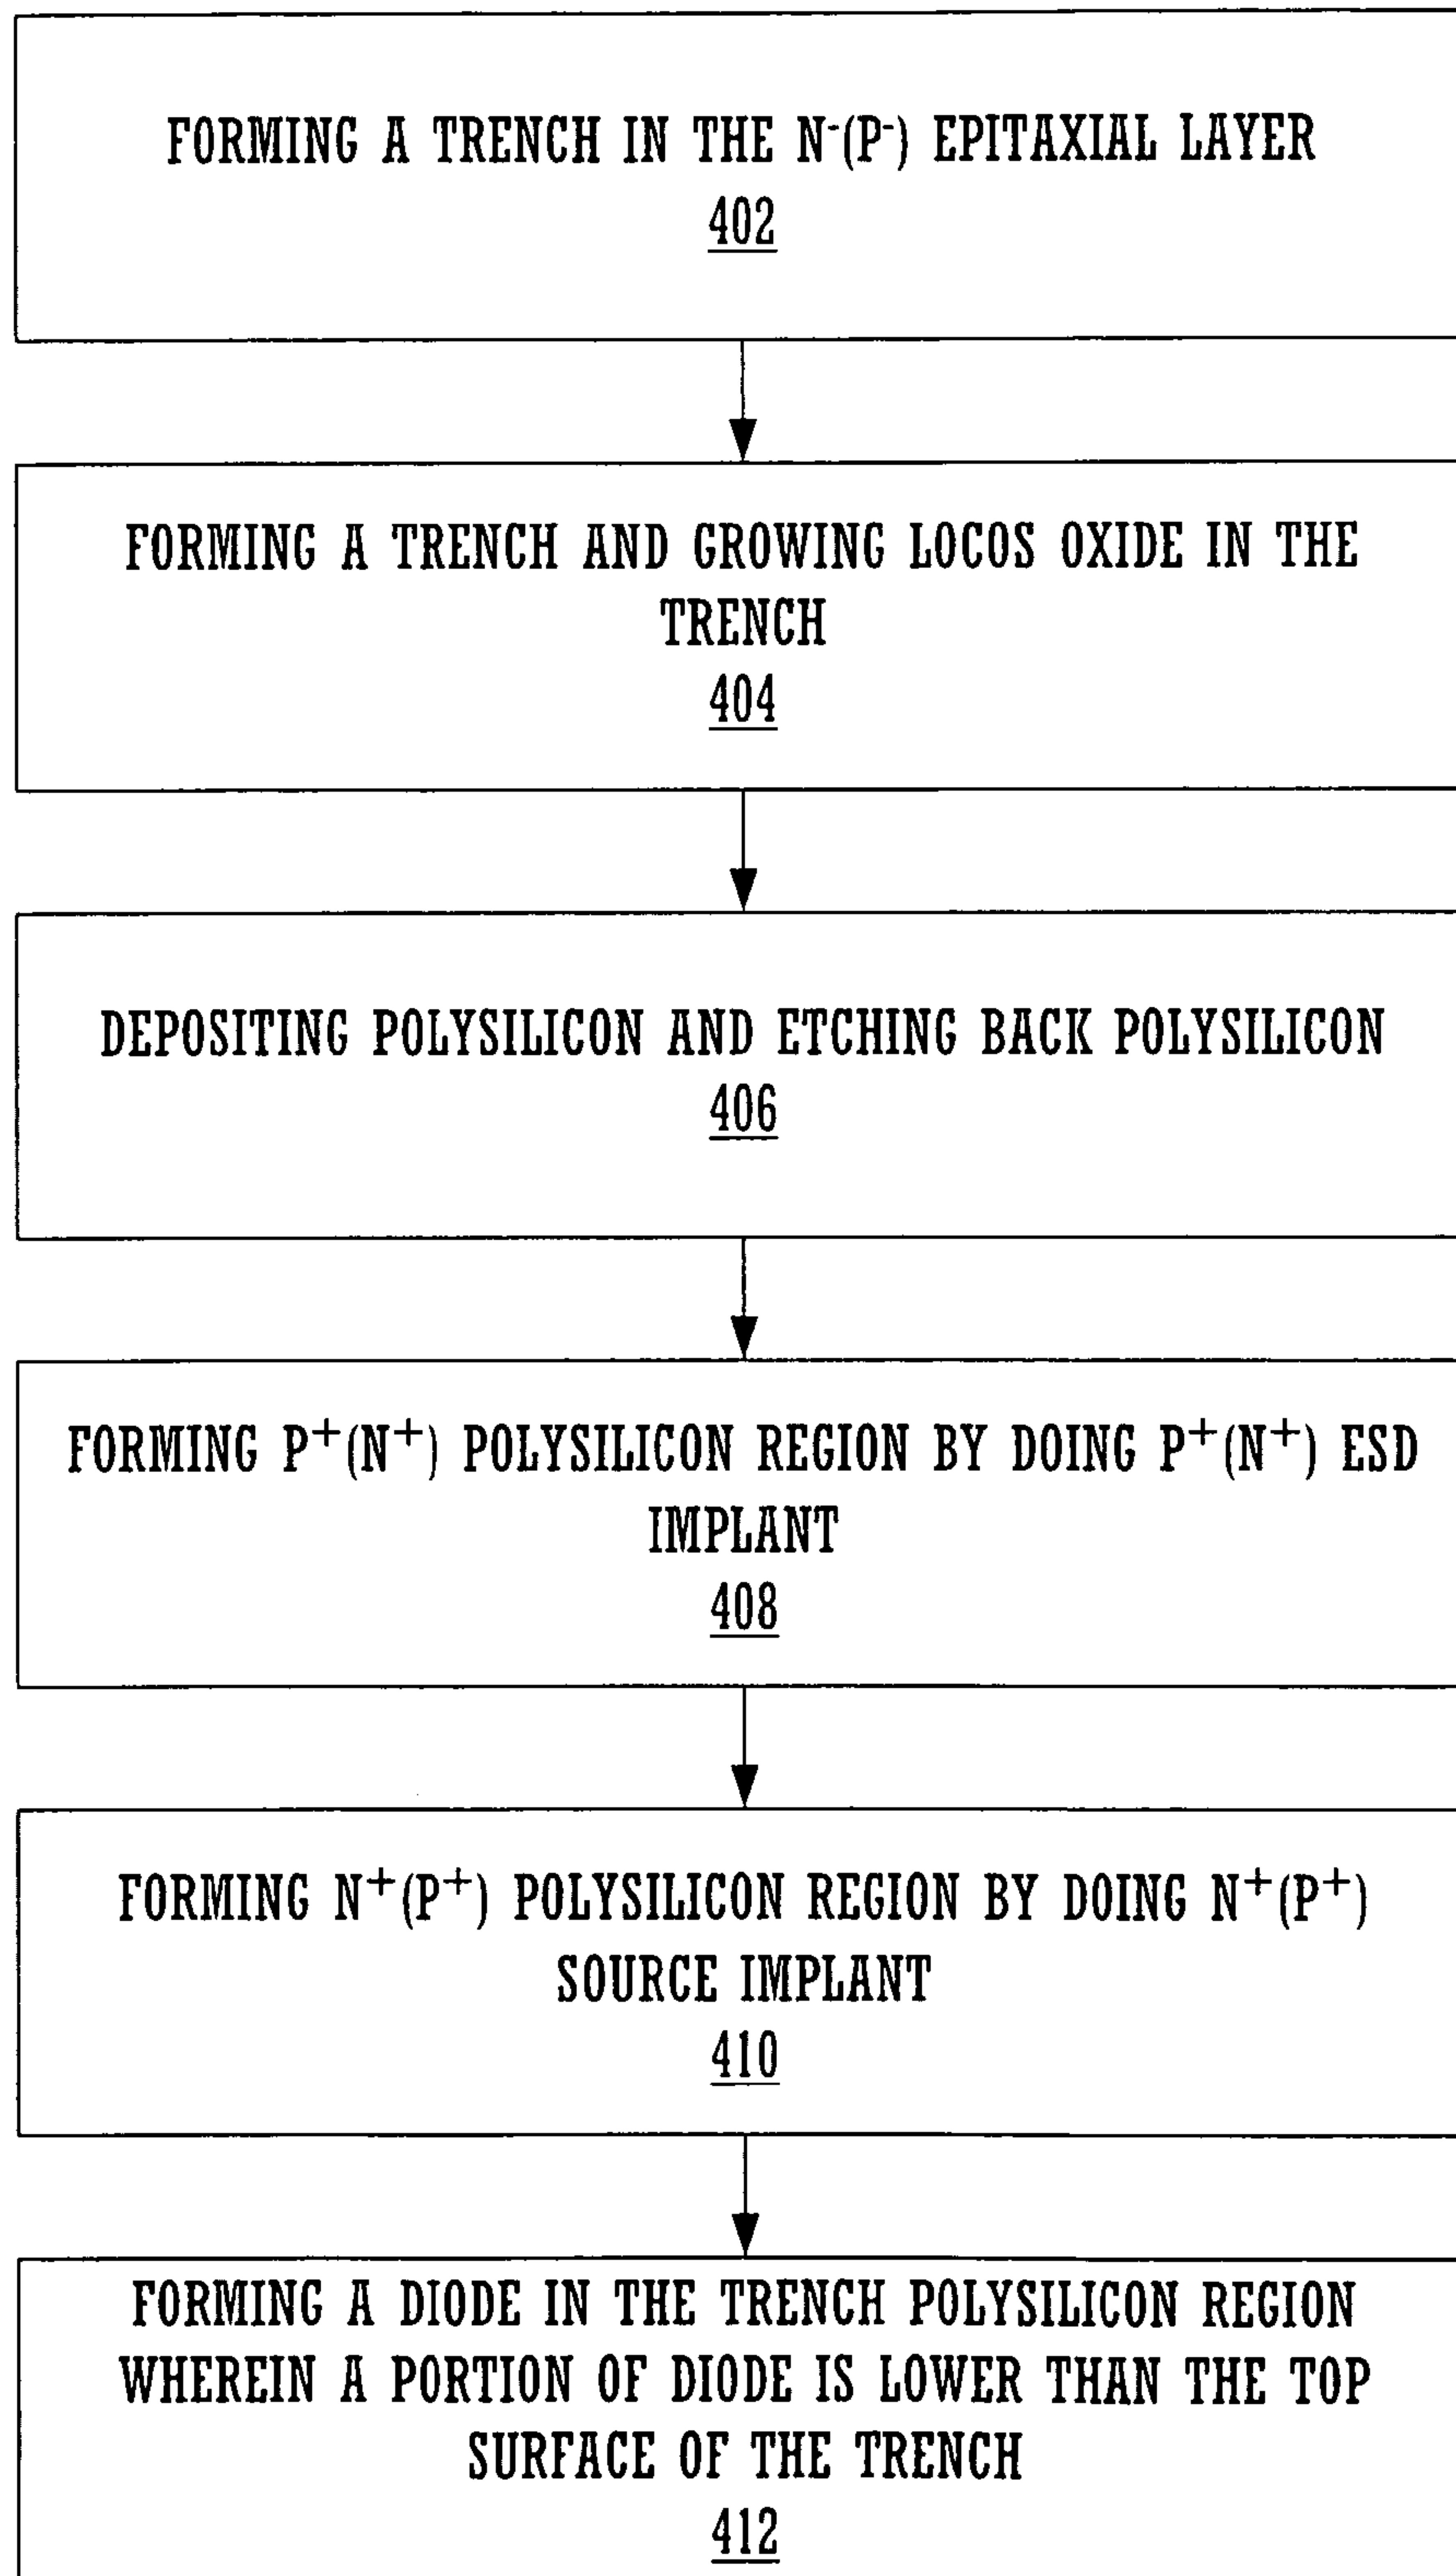 FORMING A TRENCH IN THE N⁻(P⁻) EPITAXIAL LAYER
402
FORMING A TRENCH AND GROWING LOCOS OXIDE IN THE
TRENCH
404
DEPOSITING POLYSILICON AND ETCHING BACK POLYSILICON
406
FORMING P⁺(N⁺) POLYSILICON REGION BY DOING P⁺(N⁺) ESD
IMPLANT
408
FORMING N⁺(P⁺) POLYSILICON REGION BY DOING N⁺(P⁺)
SOURCE IMPLANT
410
FORMING A DIODE IN THE TRENCH POLYSILICON REGION
WHEREIN A PORTION OF DIODE IS LOWER THAN THE TOP
SURFACE OF THE TRENCH
412